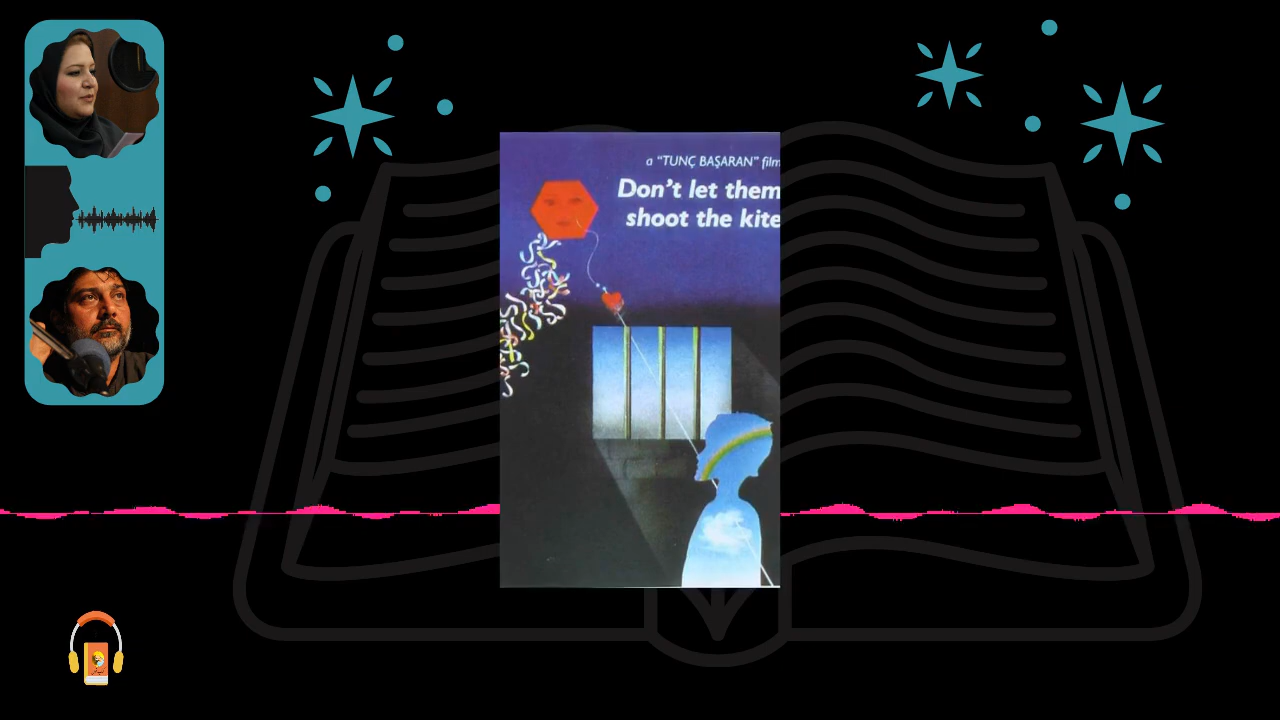 a “TUNÇ BAŞARAN” film
Don’t let them
shoot the kite